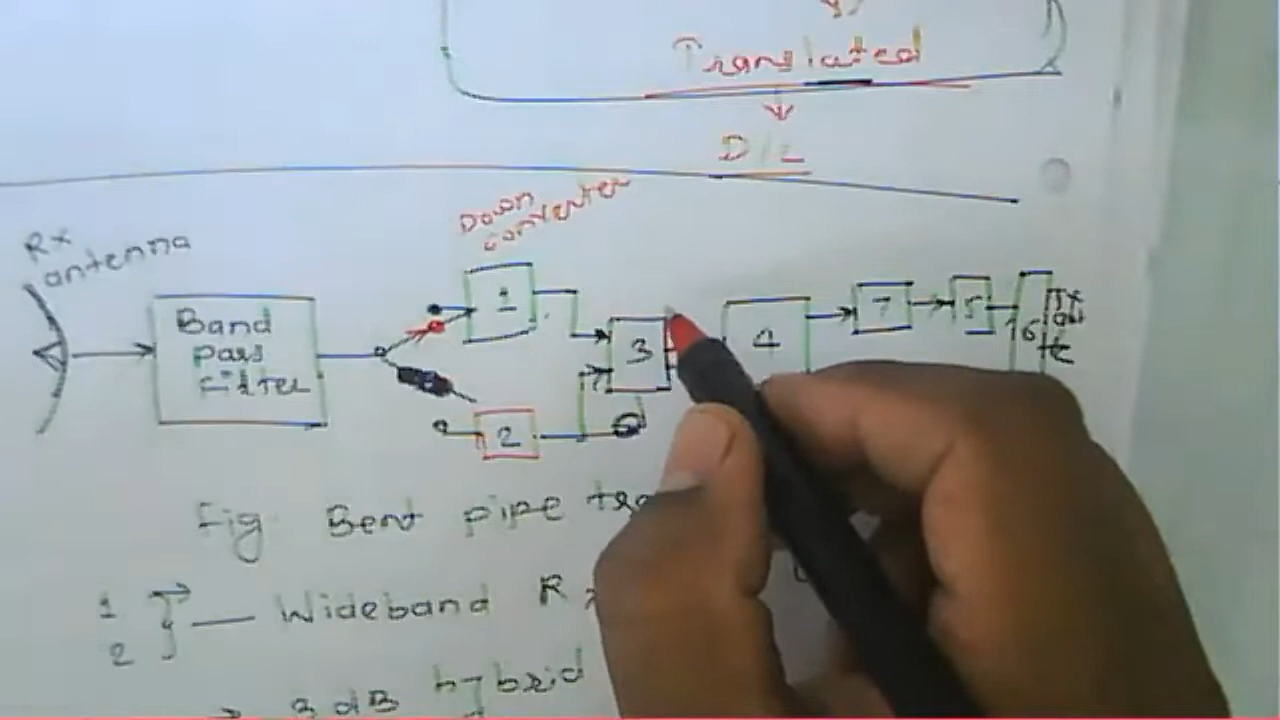 Translated
D/L
Down
converter
Rx
antenna
Band
pass
Filter
1
2
3
4
7
5
16
Tx
Fig Bent pipe
1
2 — Wideband R
3 dB hybrid